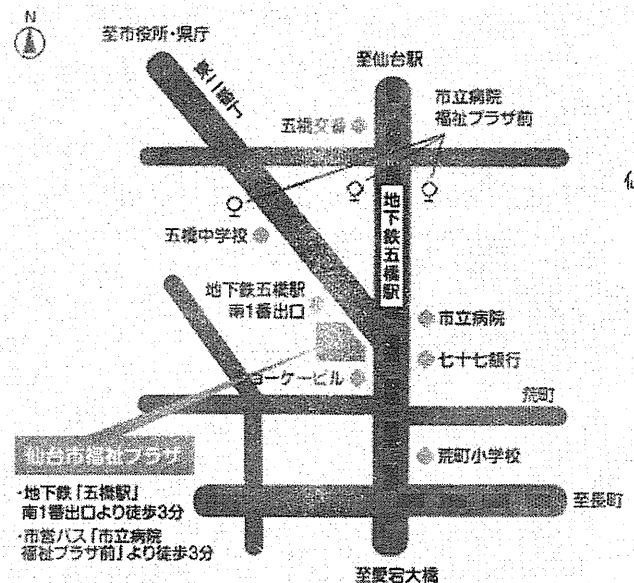 N
至市役所・県庁
東二番丁
至仙台駅
市立病院
福祉プラザ前
五橋交番
地下鉄五橋駅
五橋中学校
地下鉄五橋駅
南1番出口
市立病院
七十七銀行
ヨーケービル
荒町
仙台市福祉プラザ
荒町小学校
・地下鉄「五橋駅」
南1番出口より徒歩3分
・市営バス「市立病院
福祉プラザ前」より徒歩3分
至長町
至愛宕大橋